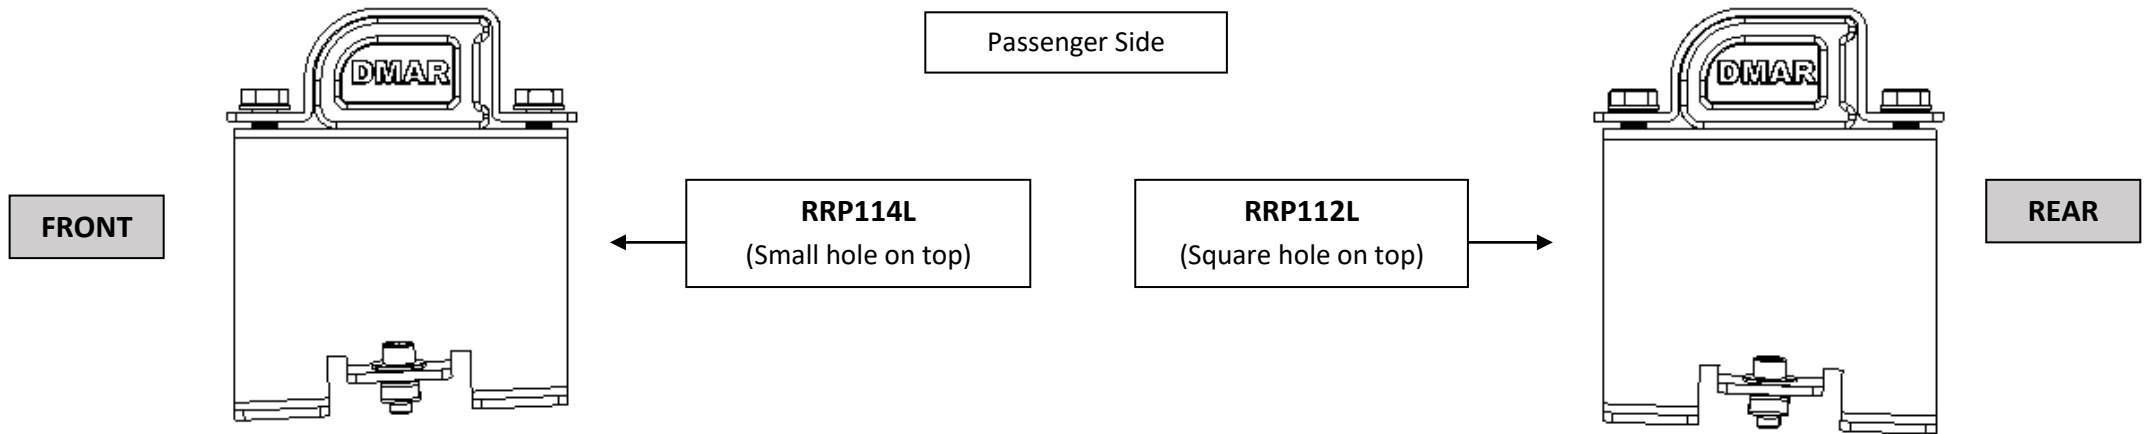 Passenger Side
DMAR
DMAR
FRONT
RRP114L
(Small hole on top)
RRP112L
(Square hole on top)
REAR